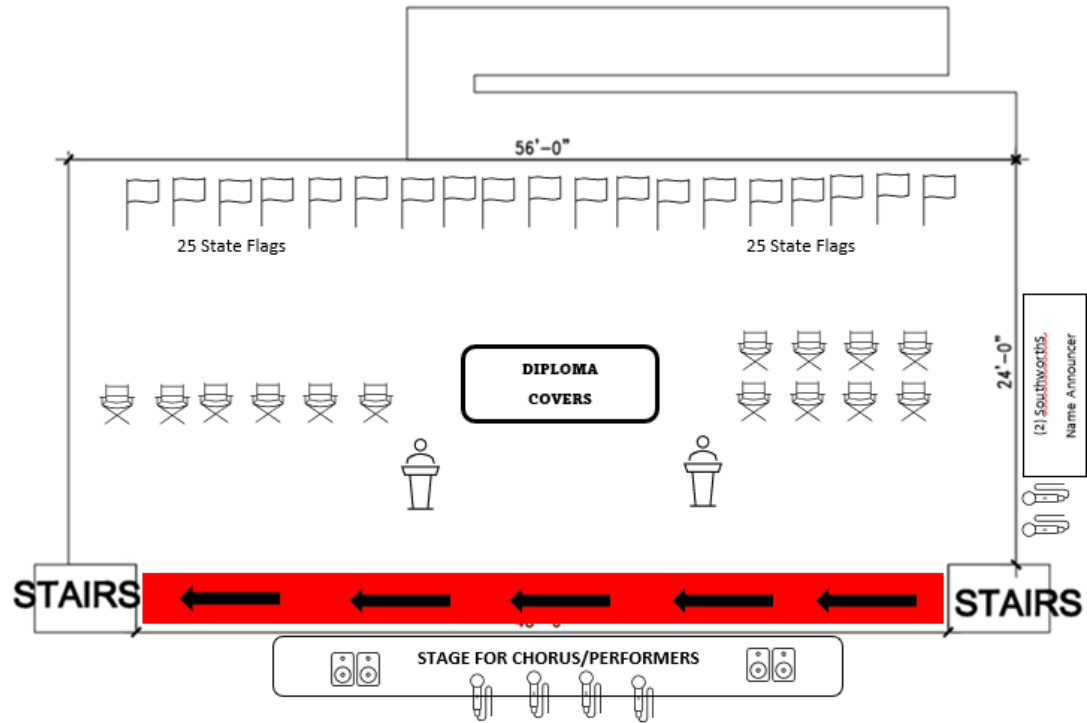 56'-0"
25 State Flags
25 State Flags
DIPLOMA
COVERS
24'-0"
(2) Southworths,
Name Announcer
STAIRS
STAIRS
STAGE FOR CHORUS/PERFORMERS